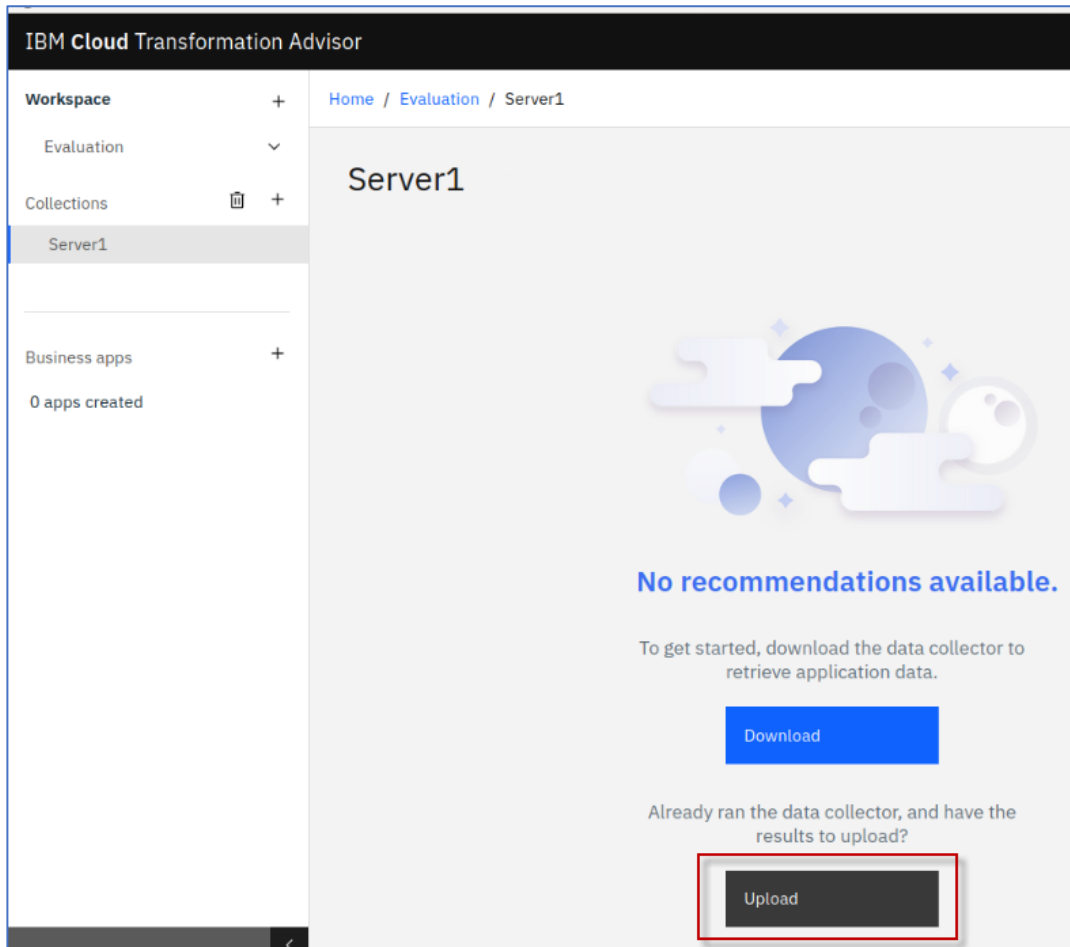 IBM Cloud Transformation Advisor
Workspace
Evaluation
Collections
Server1
Business apps
0 apps created
Home / Evaluation / Server1
Server1
No recommendations available.
To get started, download the data collector to
retrieve application data.
Download
Already ran the data collector, and have the
results to upload?
Upload